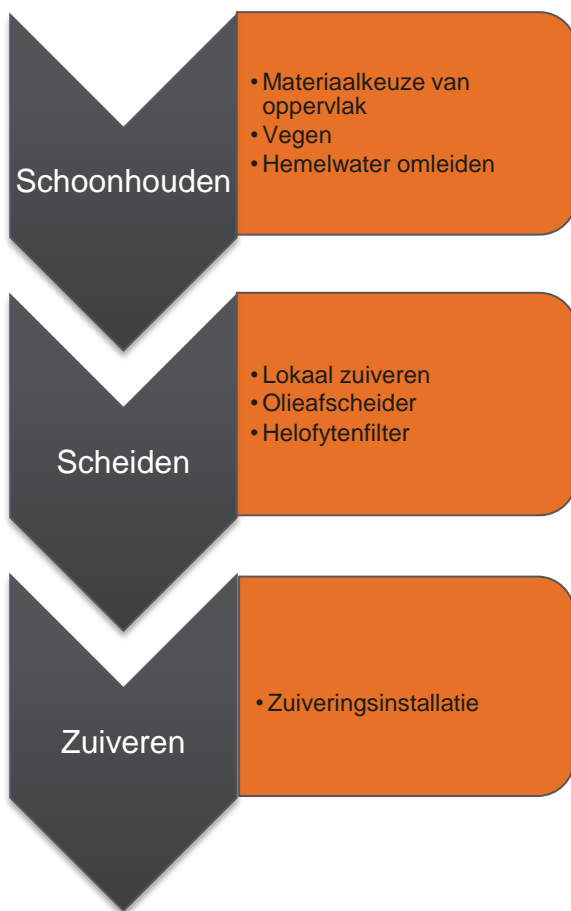 Schoonhouden
• Materiaalkeuze van
oppervlak
• Vegen
• Hemelwater omleiden
Scheiden
• Lokaal zuiveren
• Olieafscheider
• Helofytenfilter
Zuiveren
• Zuiveringsinstallatie